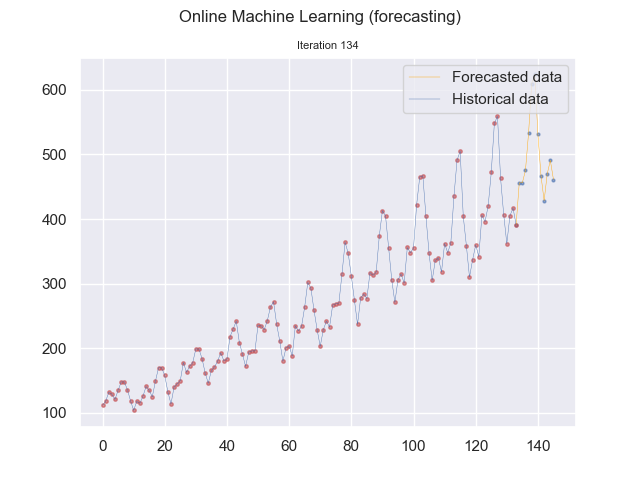 Online Machine Learning (forecasting)
Iteration 134
Forecasted data
Historical data
600
500
400
300
200
100
0 20 40 60 80 100 120 140